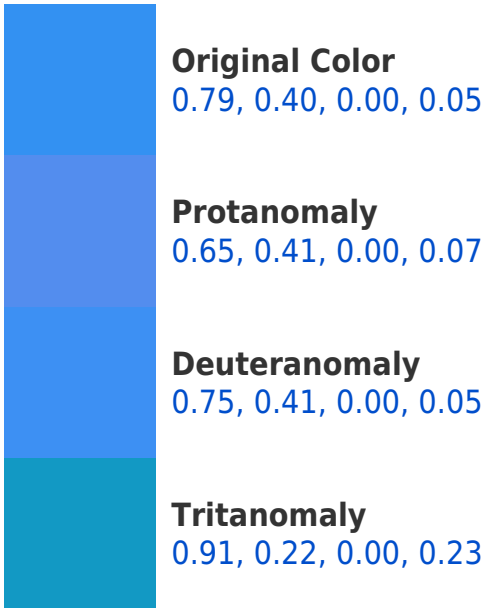 Original Color
0.79, 0.40, 0.00, 0.05
Protanomaly
0.65, 0.41, 0.00, 0.07
Deuteranomaly
0.75, 0.41, 0.00, 0.05
Tritanomaly
0.91, 0.22, 0.00, 0.23